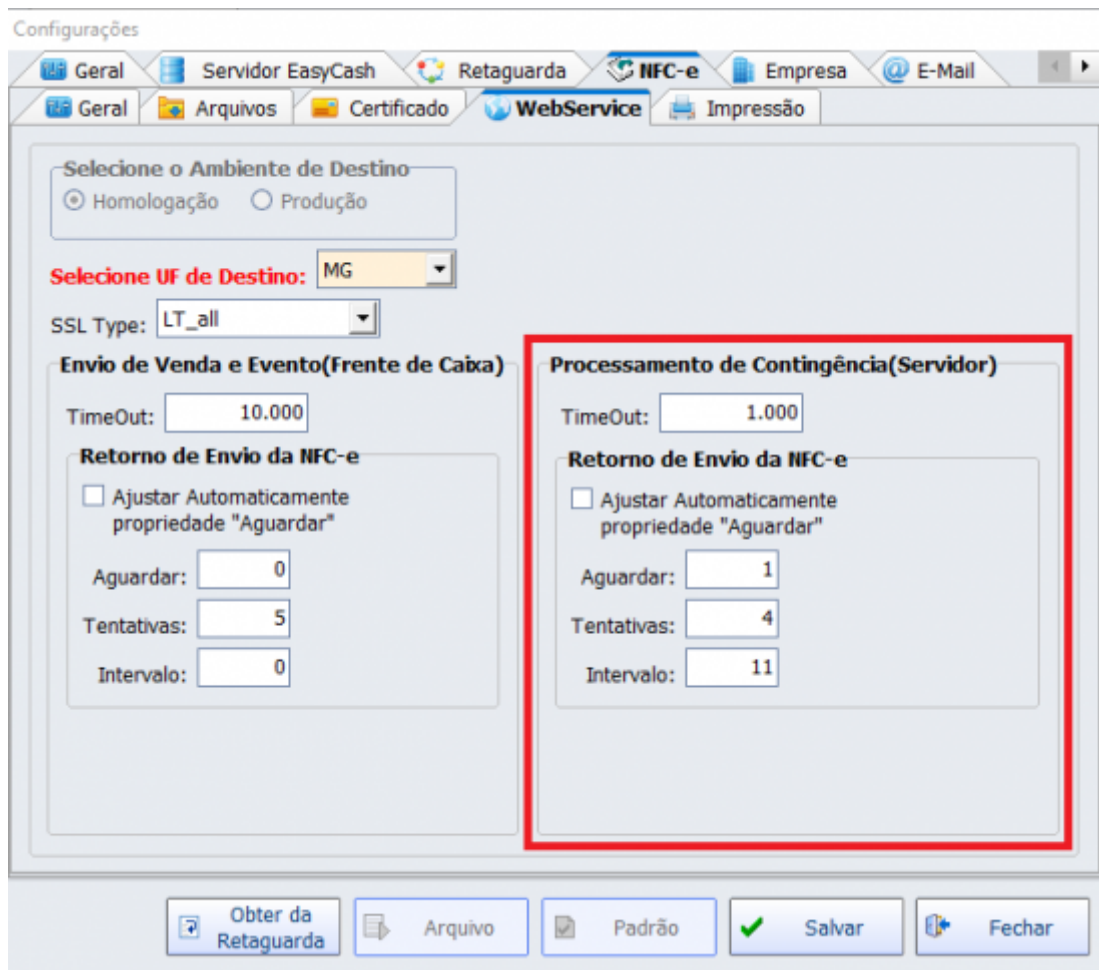 Configurações
Geral Servidor EasyCash Retaguarda NFC-e Empresa E-Mail
Geral Arquivos Certificado WebService Impressão
Selecione o Ambiente de Destino
Homologação Produção
Selecione UF de Destino: MG
SSL Type: LT_all
Envio de Venda e Evento(Frente de Caixa)
TimeOut: 10.000
Retorno de Envio da NFC-e
Ajustar Automaticamente
propriedade "Aguardar"
Aguardar: 0
Tentativas: 5
Intervalo: 0
Processamento de Contingência(Servidor)
TimeOut: 1.000
Retorno de Envio da NFC-e
Ajustar Automaticamente
propriedade "Aguardar"
Aguardar: 1
Tentativas: 4
Intervalo: 11
Obter da
Retaguarda
Arquivo
Padrão
Salvar
Fechar